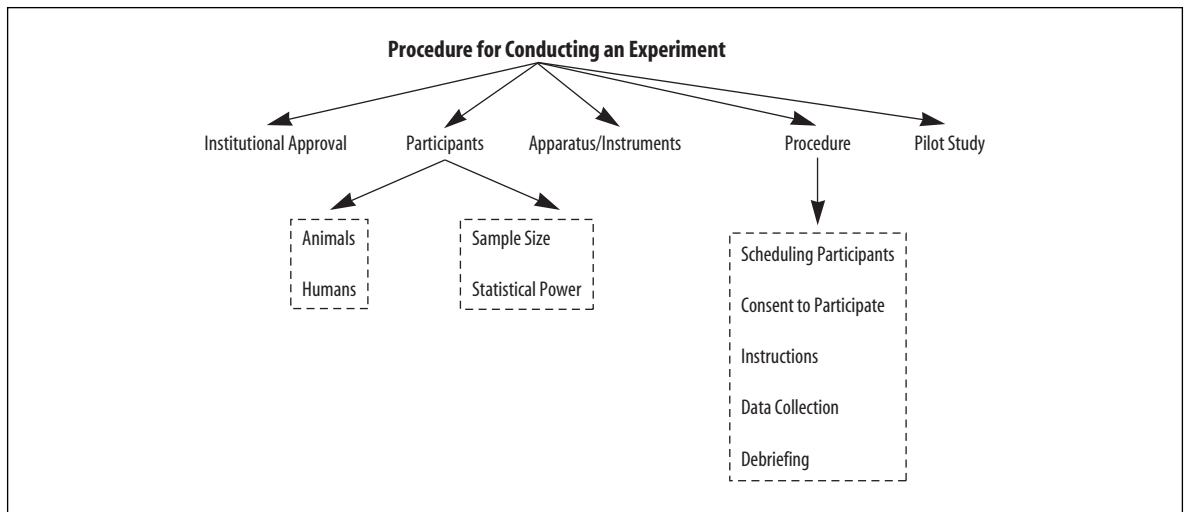 Procedure for Conducting an Experiment
Institutional Approval
Participants
Apparatus/Instruments
Procedure
Pilot Study
Animals
Humans
Sample Size
Statistical Power
Scheduling Participants
Consent to Participate
Instructions
Data Collection
Debriefing